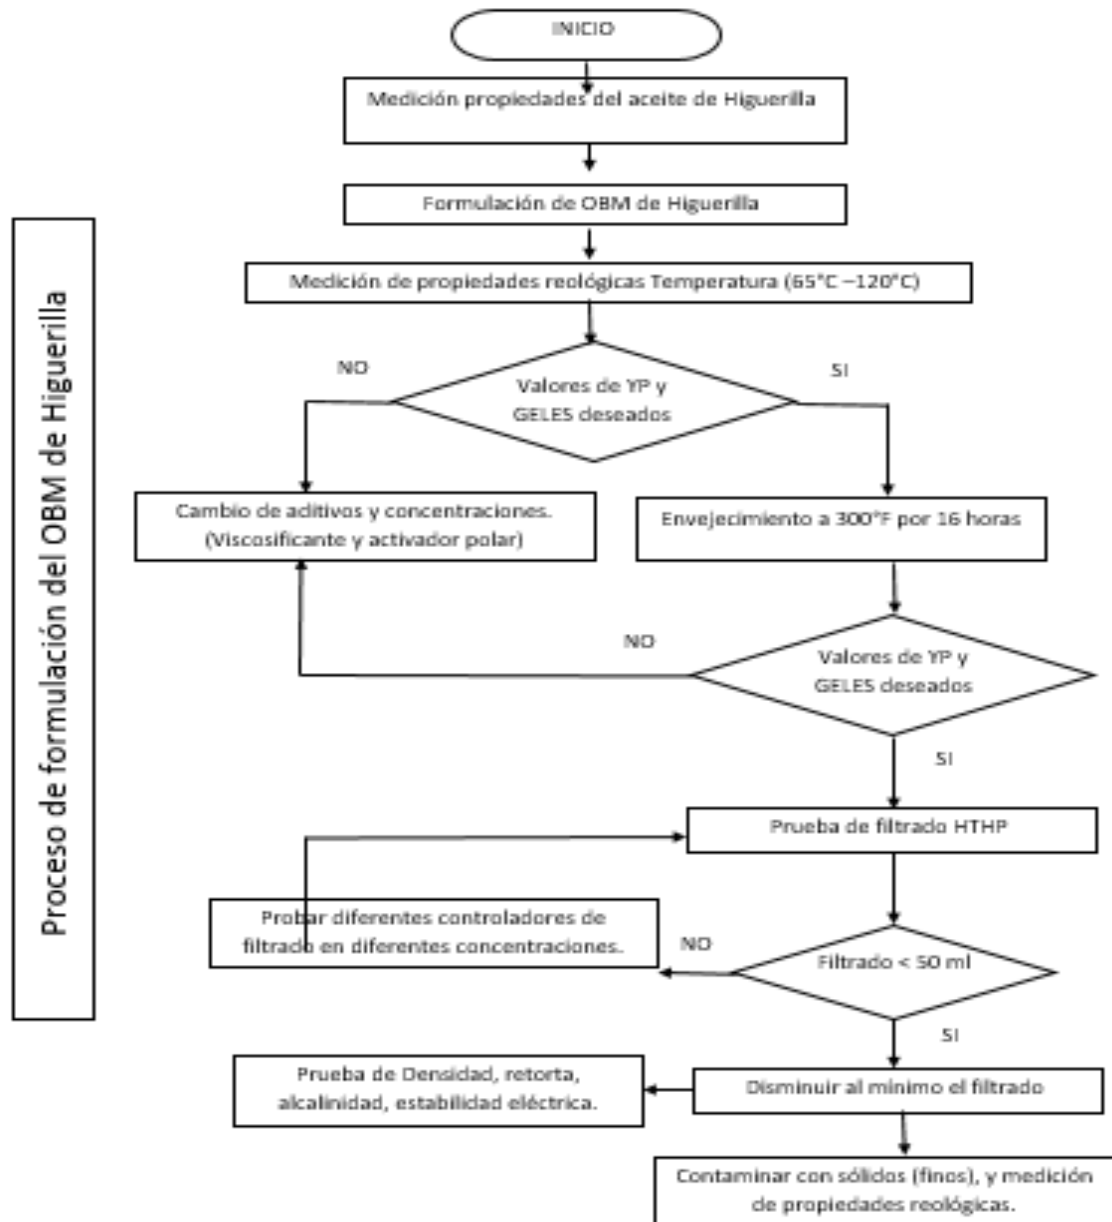 INICIO
Medición propiedades del aceite de Higuerilla
Formulación de OBM de Higuerilla
Medición de propiedades reológicas Temperatura (65°C –120°C)
NO
SI
Valores de YP y
GELES deseados
Cambio de aditivos y concentraciones.
(Viscosificante y activador polar)
Envejecimiento a 300°F por 16 horas
NO
Valores de YP y
GELES deseados
SI
Prueba de filtrado HTHP
Probar diferentes controladores de
filtrado en diferentes concentraciones.
NO
Filtrado < 50 ml
SI
Prueba de Densidad, retorta,
alcalinidad, estabilidad eléctrica.
Disminuir al mínimo el filtrado
Contaminar con sólidos (finos), y medición
de propiedades reológicas.
Proceso de formulación del OBM de Higuerilla